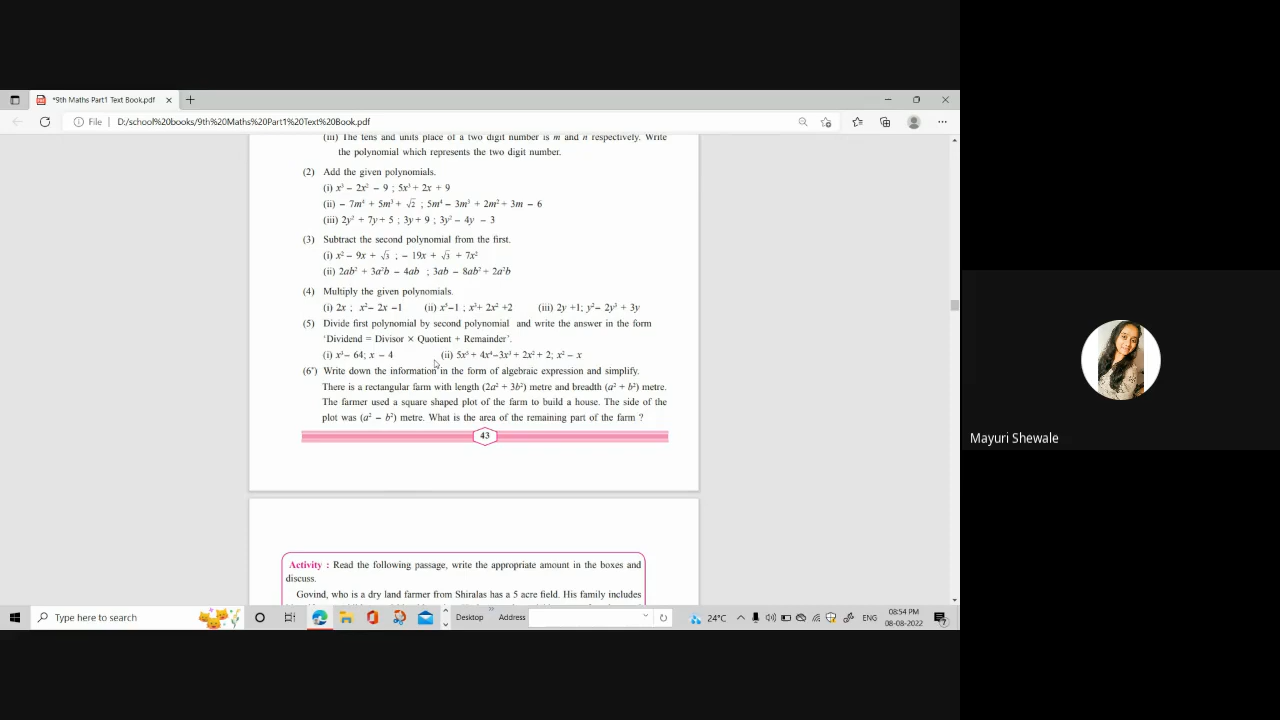 *9th Maths Part1 Text Book.pdf
File | D:/school%20books/9th%20Maths%20Part1%20Text%20Book.pdf
(iii) The tens and units place of a two digit number is m and n respectively. Write
the polynomial which represents the two digit number.
(2) Add the given polynomials.
(i) x³ – 2x² – 9 ; 5x³ + 2x + 9
(ii) – 7m⁴ + 5m³ + √2 ; 5m⁴ – 3m³ + 2m² + 3m – 6
(iii) 2y² + 7y + 5 ; 3y + 9 ; 3y² – 4y – 3
(3) Subtract the second polynomial from the first.
(i) x² – 9x + √3 ; – 19x + √3 + 7x²
(ii) 2ab² + 3a²b – 4ab ; 3ab – 8ab² + 2a²b
(4) Multiply the given polynomials.
(i) 2x ; x² – 2x –1 (ii) x⁵–1 ; x³+ 2x² +2 (iii) 2y +1; y² – 2y³ + 3y
(5) Divide first polynomial by second polynomial and write the answer in the form
‘Dividend = Divisor × Quotient + Remainder’.
(i) x³ – 64; x – 4 (ii) 5x⁵ + 4x⁴–3x³ + 2x² + 2; x² – x
(6*) Write down the information in the form of algebraic expression and simplify.
There is a rectangular farm with length (2a² + 3b²) metre and breadth (a² + b²) metre.
The farmer used a square shaped plot of the farm to build a house. The side of the
plot was (a² – b²) metre. What is the area of the remaining part of the farm ?
43
Mayuri Shewale
Activity : Read the following passage, write the appropriate amount in the boxes and
discuss.
Govind, who is a dry land farmer from Shiralas has a 5 acre field. His family includes
Type here to search
Desktop
Address
24°C
ENG
08:54 PM
08-08-2022